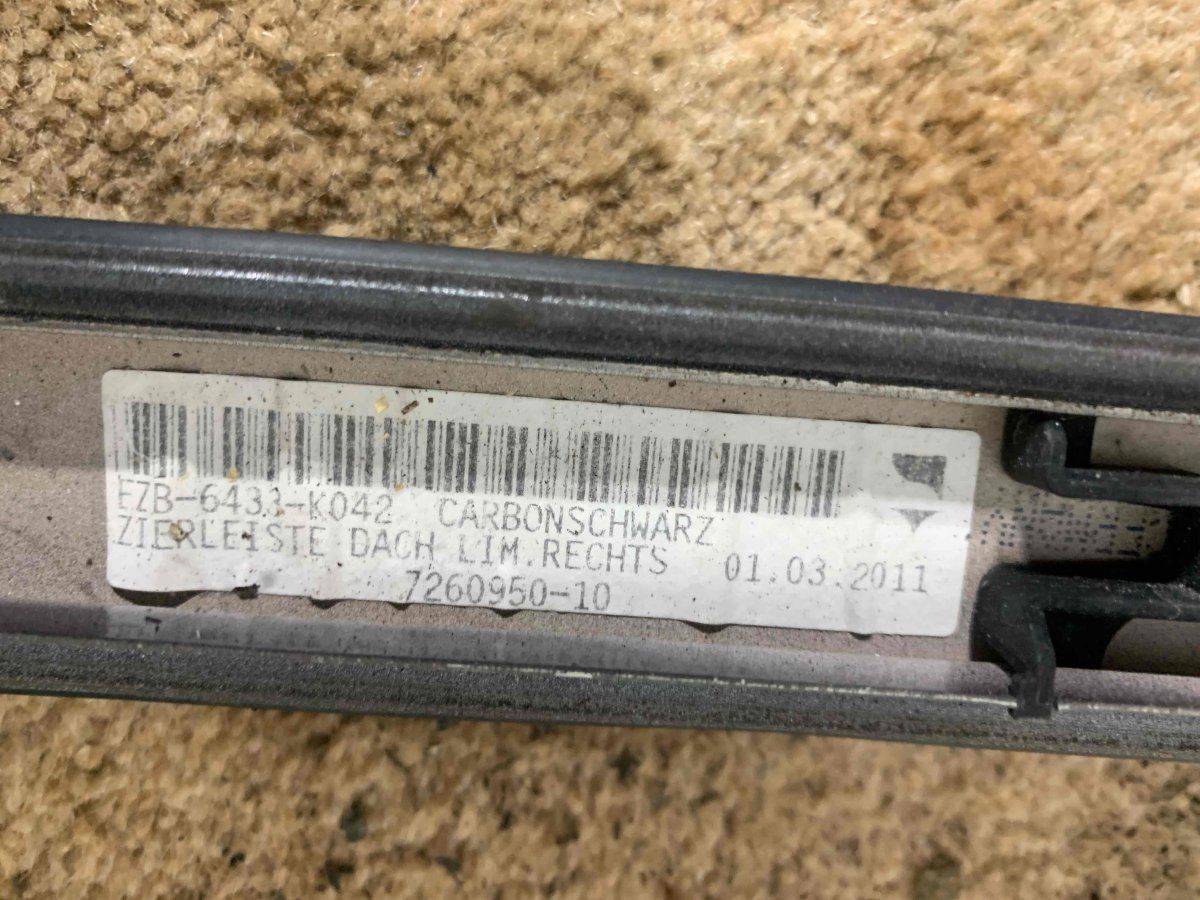 EZB-6433-K042 CARBONSCHWARZ
ZIERLEISTE DACH LIM.RECHTS 01.03.2011
7260950-10